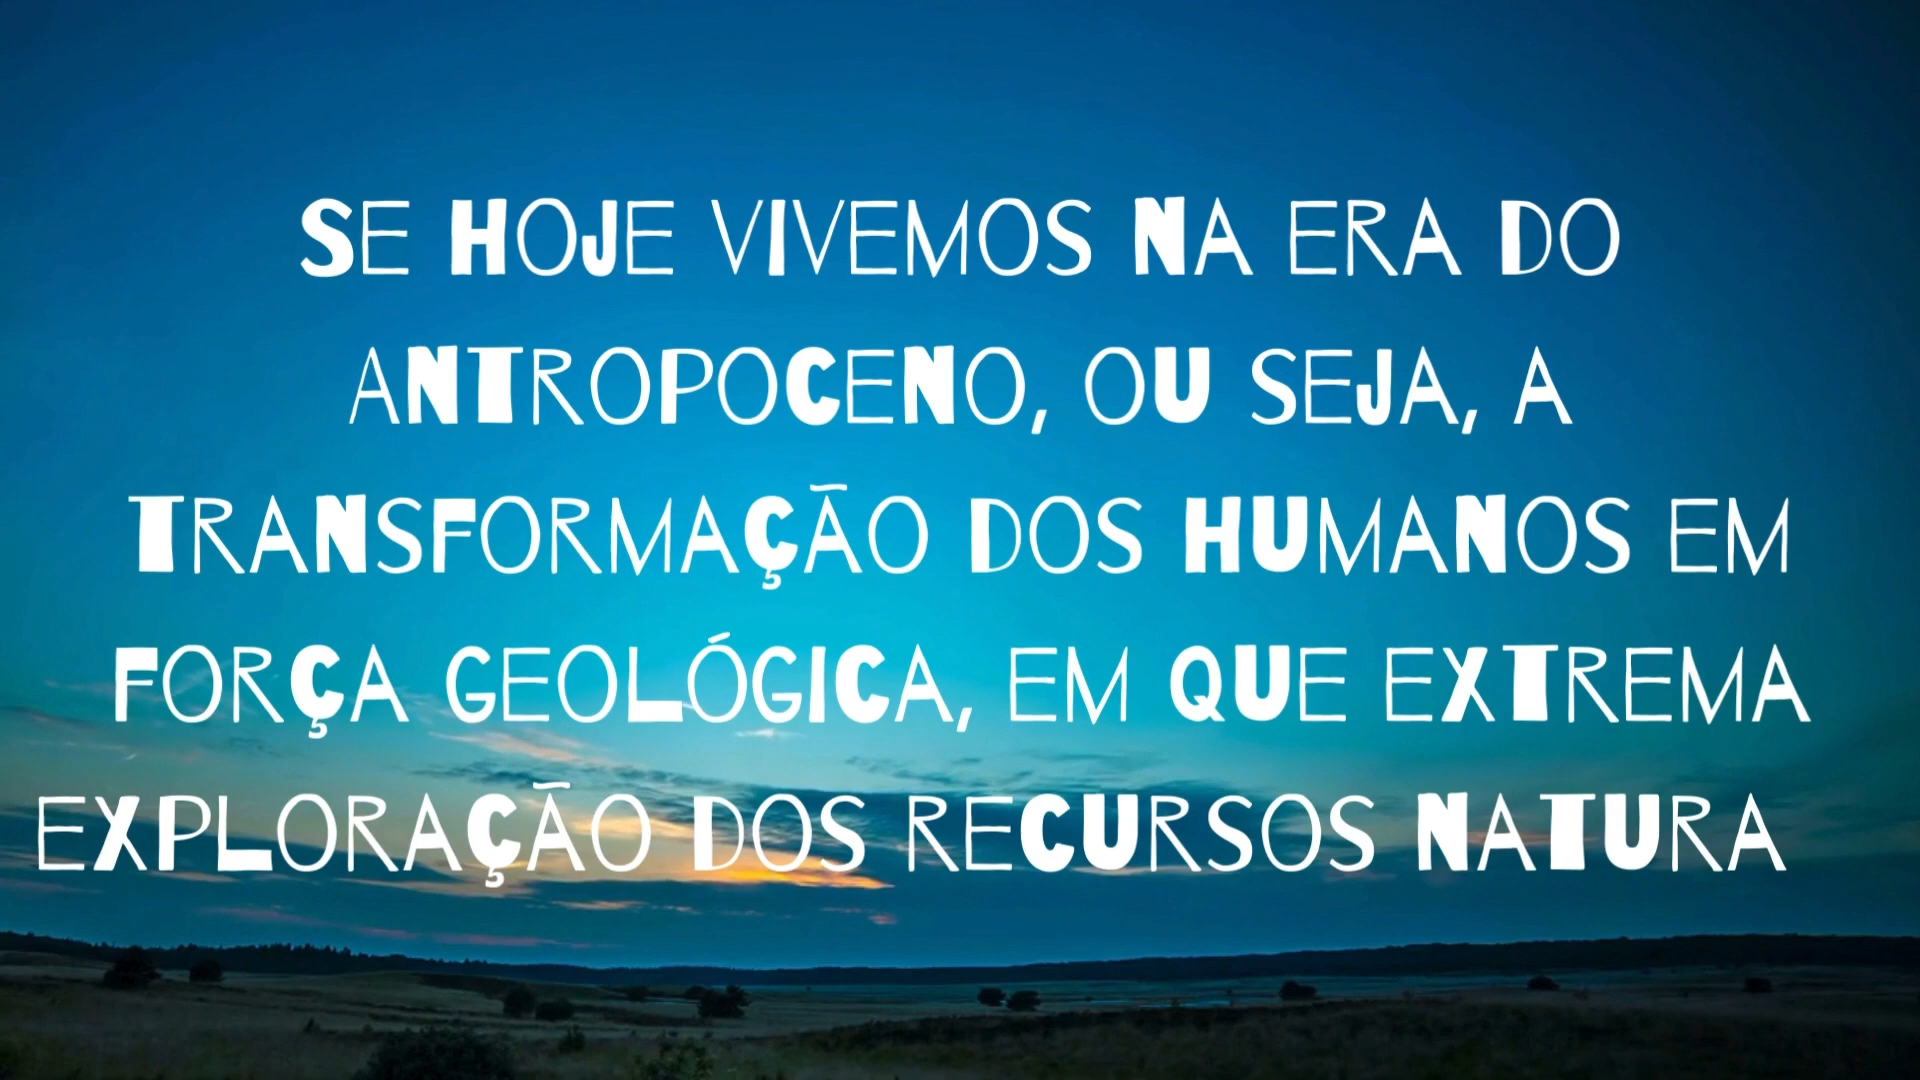 SE HOJE VIVEMOS NA ERA DO
ANTROPOCENO, OU SEJA, A
TRANSFORMAÇÃO DOS HUMANOS EM
FORÇA GEOLÓGICA, EM QUE EXTREMA
EXPLORAÇÃO DOS RECURSOS NATURA